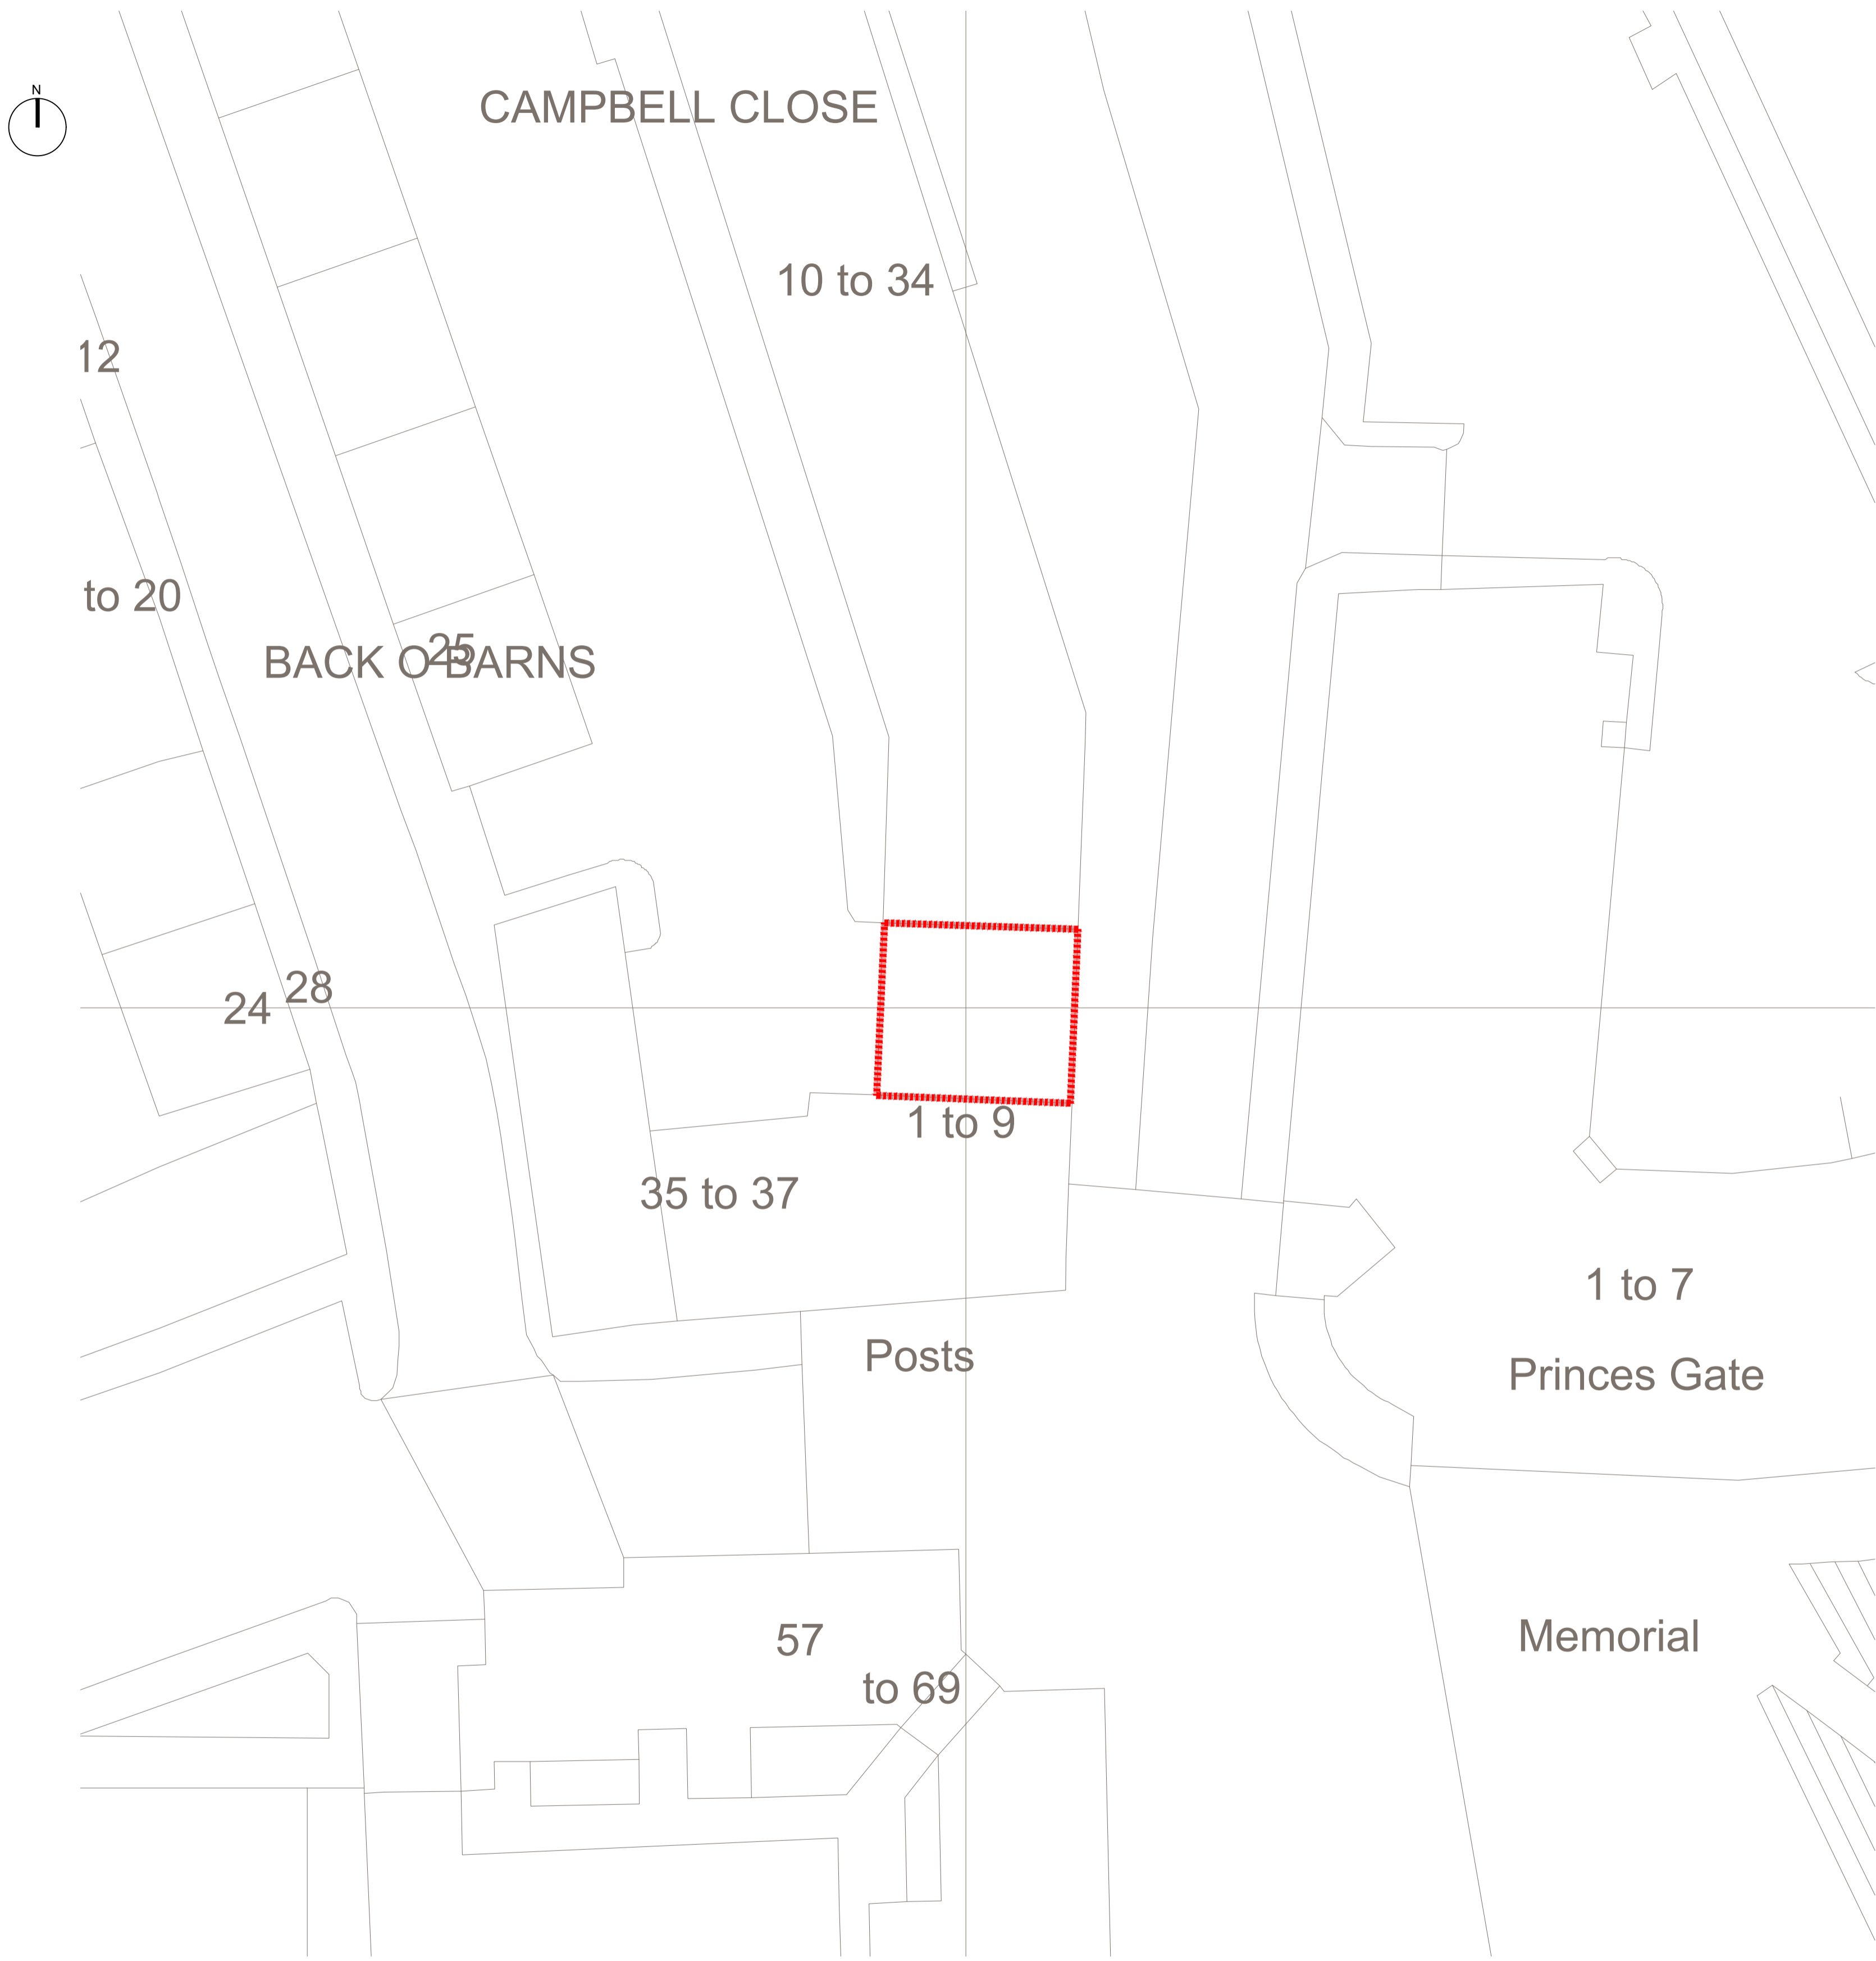 N
CAMPBELL CLOSE
10 to 34
12
to 20
BACK O BARNS
25
28
24
1 to 9
35 to 37
1 to 7
Posts
Princes Gate
57
to 69
Memorial